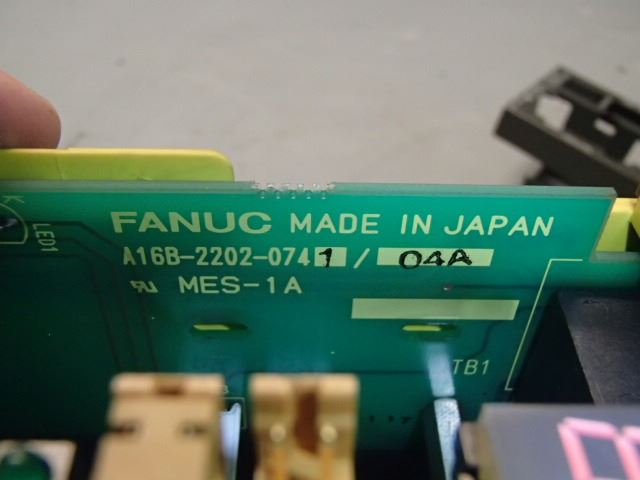 FANUC MADE IN JAPAN
A16B-2202-0741 / 04A
MES-1A
K
LED1
TB1